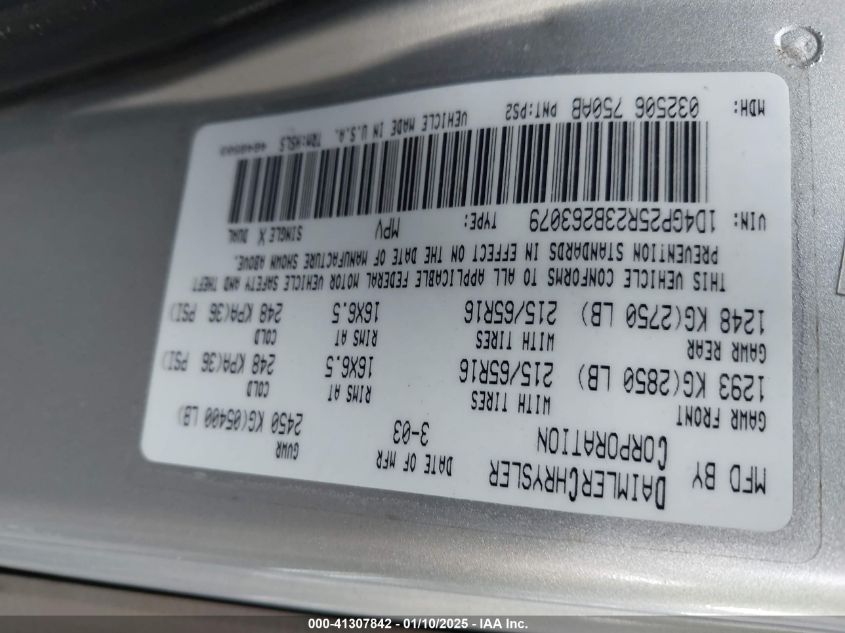 MFD BY DAIMLERCHRYSLER CORPORATION DATE OF MFR 3-03 GVWR 2450 KG(05400 LB)
GAWR FRONT WITH TIRES RIMS AT COLD
1293 KG(2850 LB) 215/65R16 16X6.5 248 KPA(36 PSI)
GAWR REAR WITH TIRES RIMS AT COLD
1248 KG(2750 LB) 215/65R16 16X6.5 248 KPA(36 PSI)
THIS VEHICLE CONFORMS TO ALL APPLICABLE FEDERAL MOTOR VEHICLE SAFETY AND THEFT
PREVENTION STANDARDS IN EFFECT ON THE DATE OF MANUFACTURE SHOWN ABOVE.
VIN: 1D4GP25R23B263079 TYPE: MPV SINGLE X DUAL
MDH: 032506 750AB PNT:PS2 VEHICLE MADE IN U.S.A. TRM:HSL5
000-41307842 — 01/10/2025 — IAA Inc.